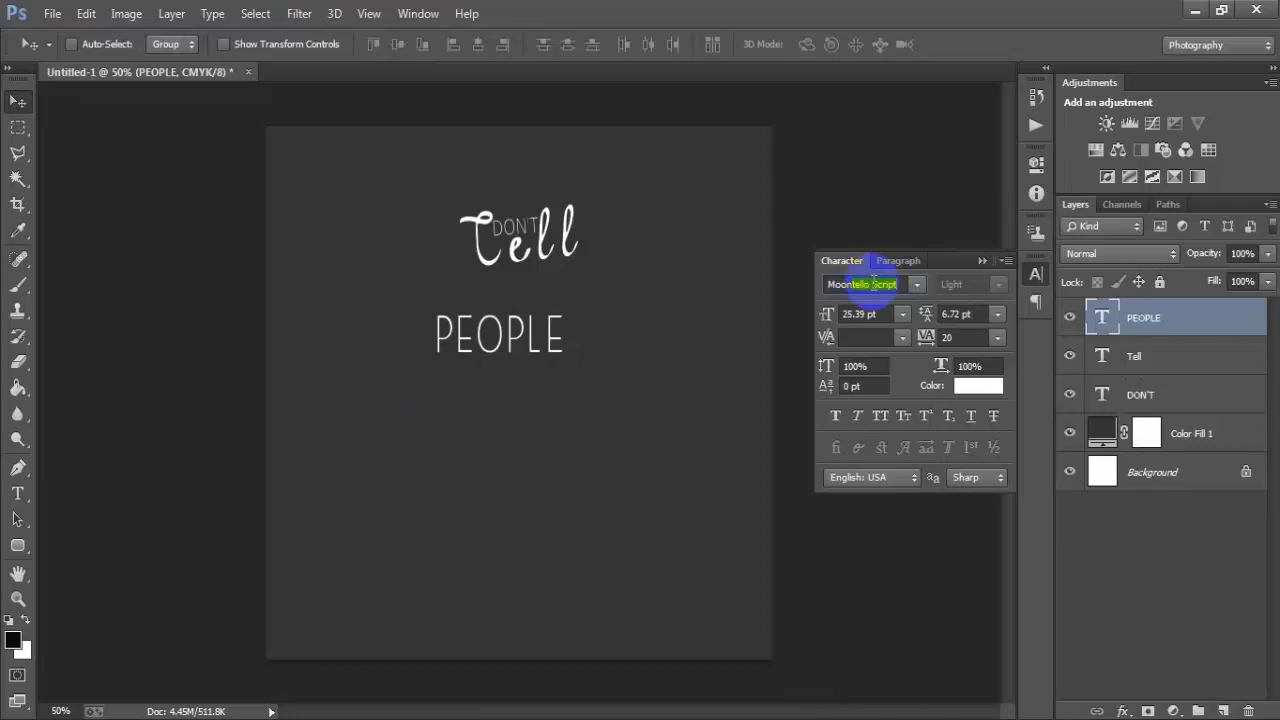 Ps File Edit Image Layer Type Select Filter 3D View Window Help
Auto-Select: Group Show Transform Controls 3D Mode: Photography
Untitled-1 @ 50% (PEOPLE, CMYK/8) *
Adjustments
Add an adjustment
DON'T
Tell
PEOPLE
Character Paragraph
Moontello Script Light
25.39 pt 6.72 pt
20
100% 100%
0 pt Color:
English: USA Sharp
Layers Channels Paths
Kind
Normal Opacity: 100%
Lock: Fill: 100%
PEOPLE
Tell
DON'T
Color Fill 1
Background
50% Doc: 4.45M/511.8K